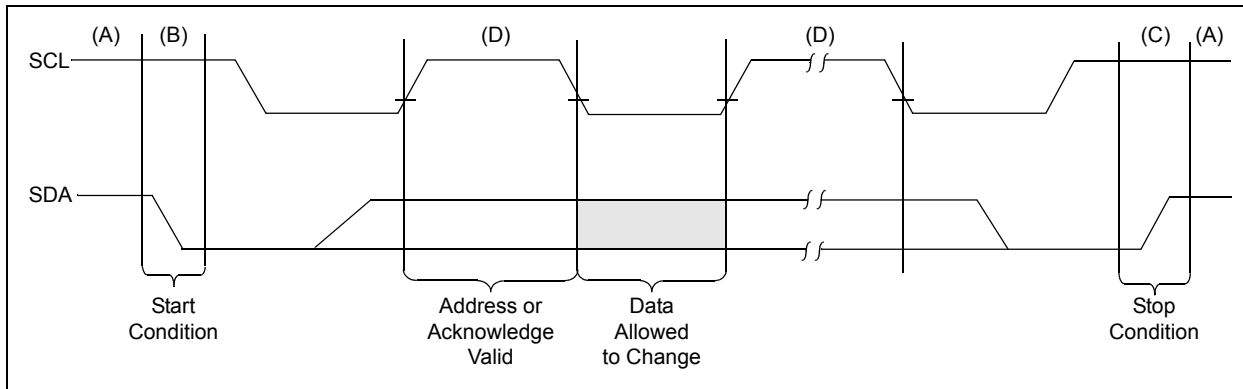 (A) (B) (D) (D) (C) (A)
SCL
SDA
Start
Condition
Address or
Acknowledge
Valid
Data
Allowed
to Change
Stop
Condition